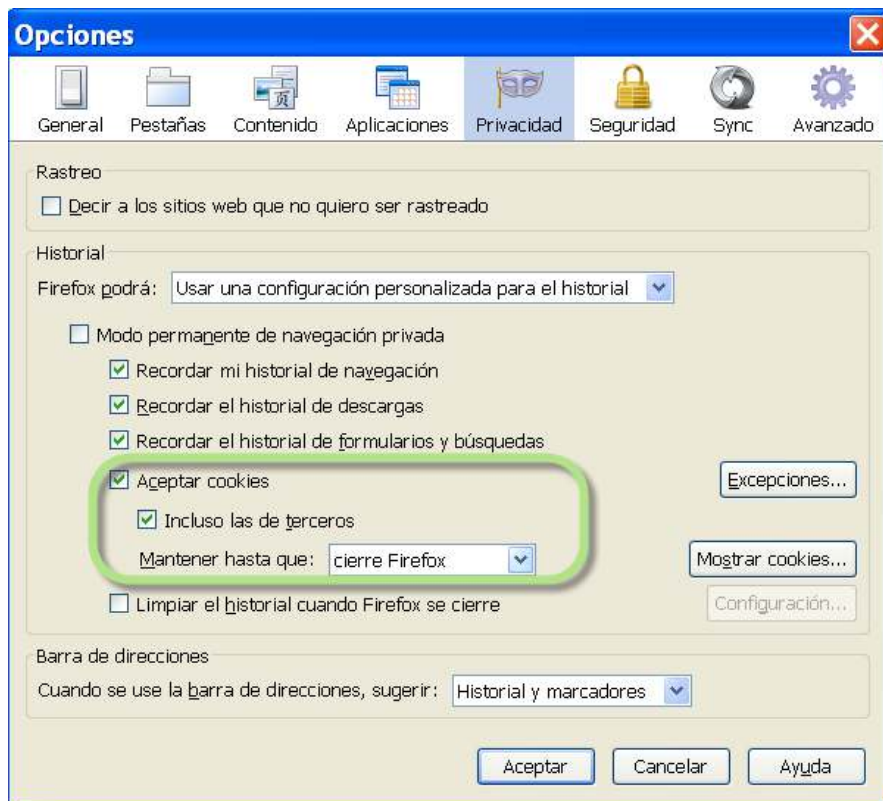 Opciones
General Pestañas Contenido Aplicaciones Privacidad Seguridad Sync Avanzado
Rastreo
Decir a los sitios web que no quiero ser rastreado
Historial
Firefox podrá: Usar una configuración personalizada para el historial
Modo permanente de navegación privada
Recordar mi historial de navegación
Recordar el historial de descargas
Recordar el historial de formularios y búsquedas
Aceptar cookies Excepciones...
Incluso las de terceros
Mantener hasta que: cierre Firefox Mostrar cookies...
Limpiar el historial cuando Firefox se cierre Configuración...
Barra de direcciones
Cuando se use la barra de direcciones, sugerir: Historial y marcadores
Aceptar Cancelar Ayuda